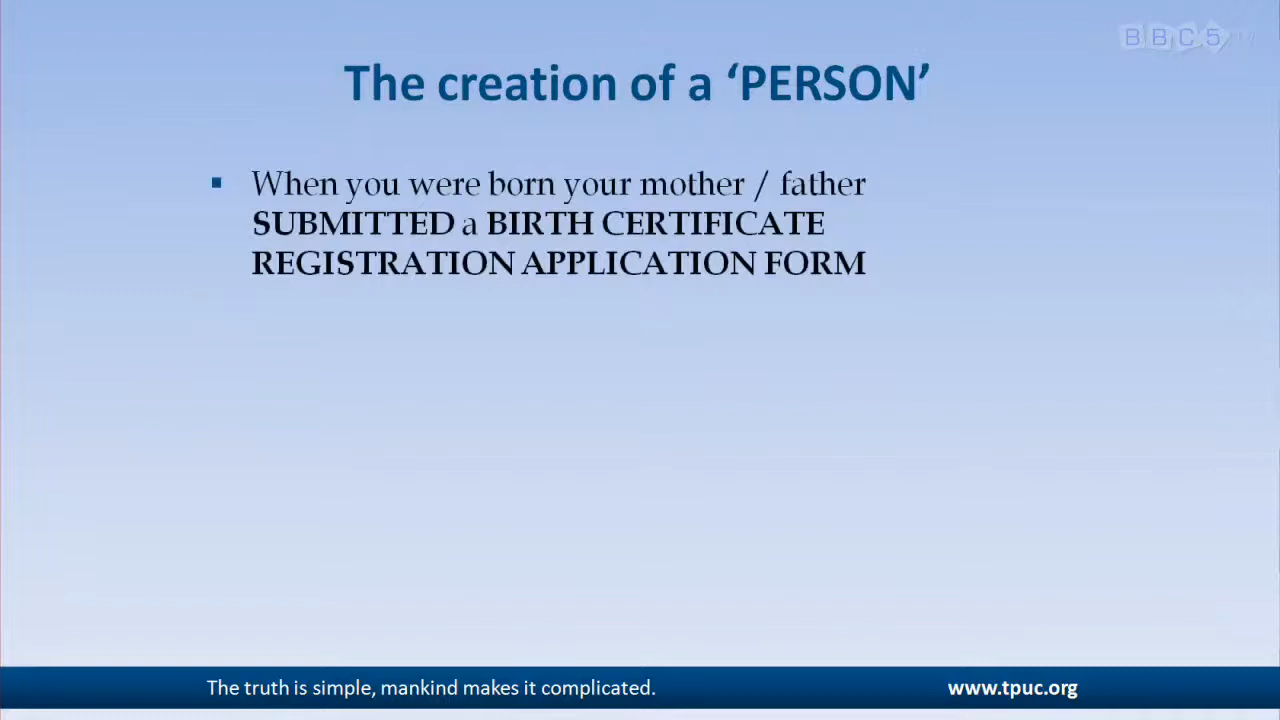 BBC5
The creation of a ‘PERSON’
▪ When you were born your mother / father
SUBMITTED a BIRTH CERTIFICATE
REGISTRATION APPLICATION FORM
The truth is simple, mankind makes it complicated.
www.tpuc.org